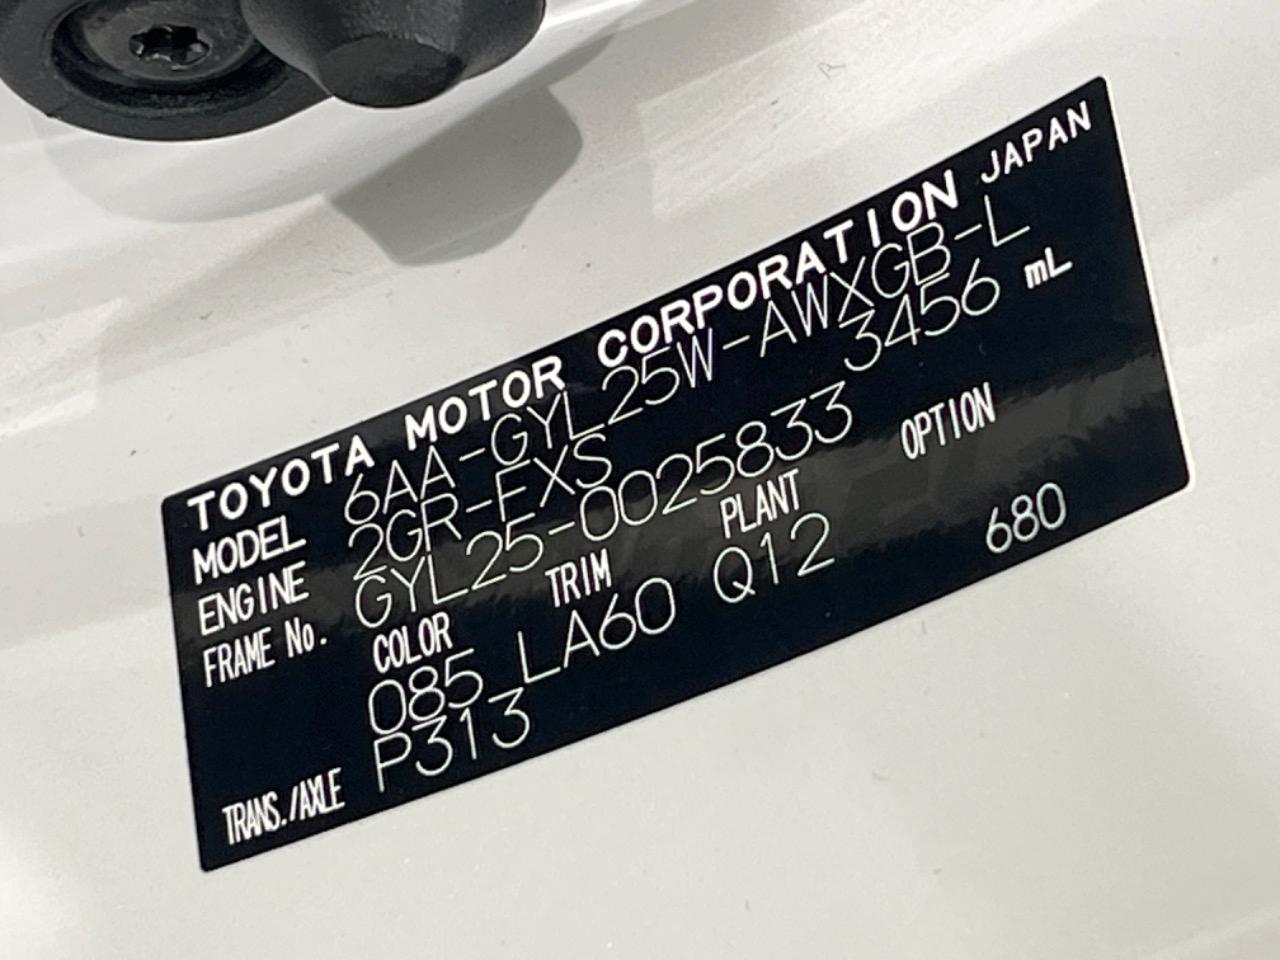 TOYOTA MOTOR CORPORATION JAPAN
MODEL 6AA-GYL25W-AWXGB-L
ENGINE 2GR-FXS 3456 mL
FRAME No. GYL25-0025833
COLOR TRIM PLANT OPTION
085 LA60 Q12 680
TRANS./AXLE P313